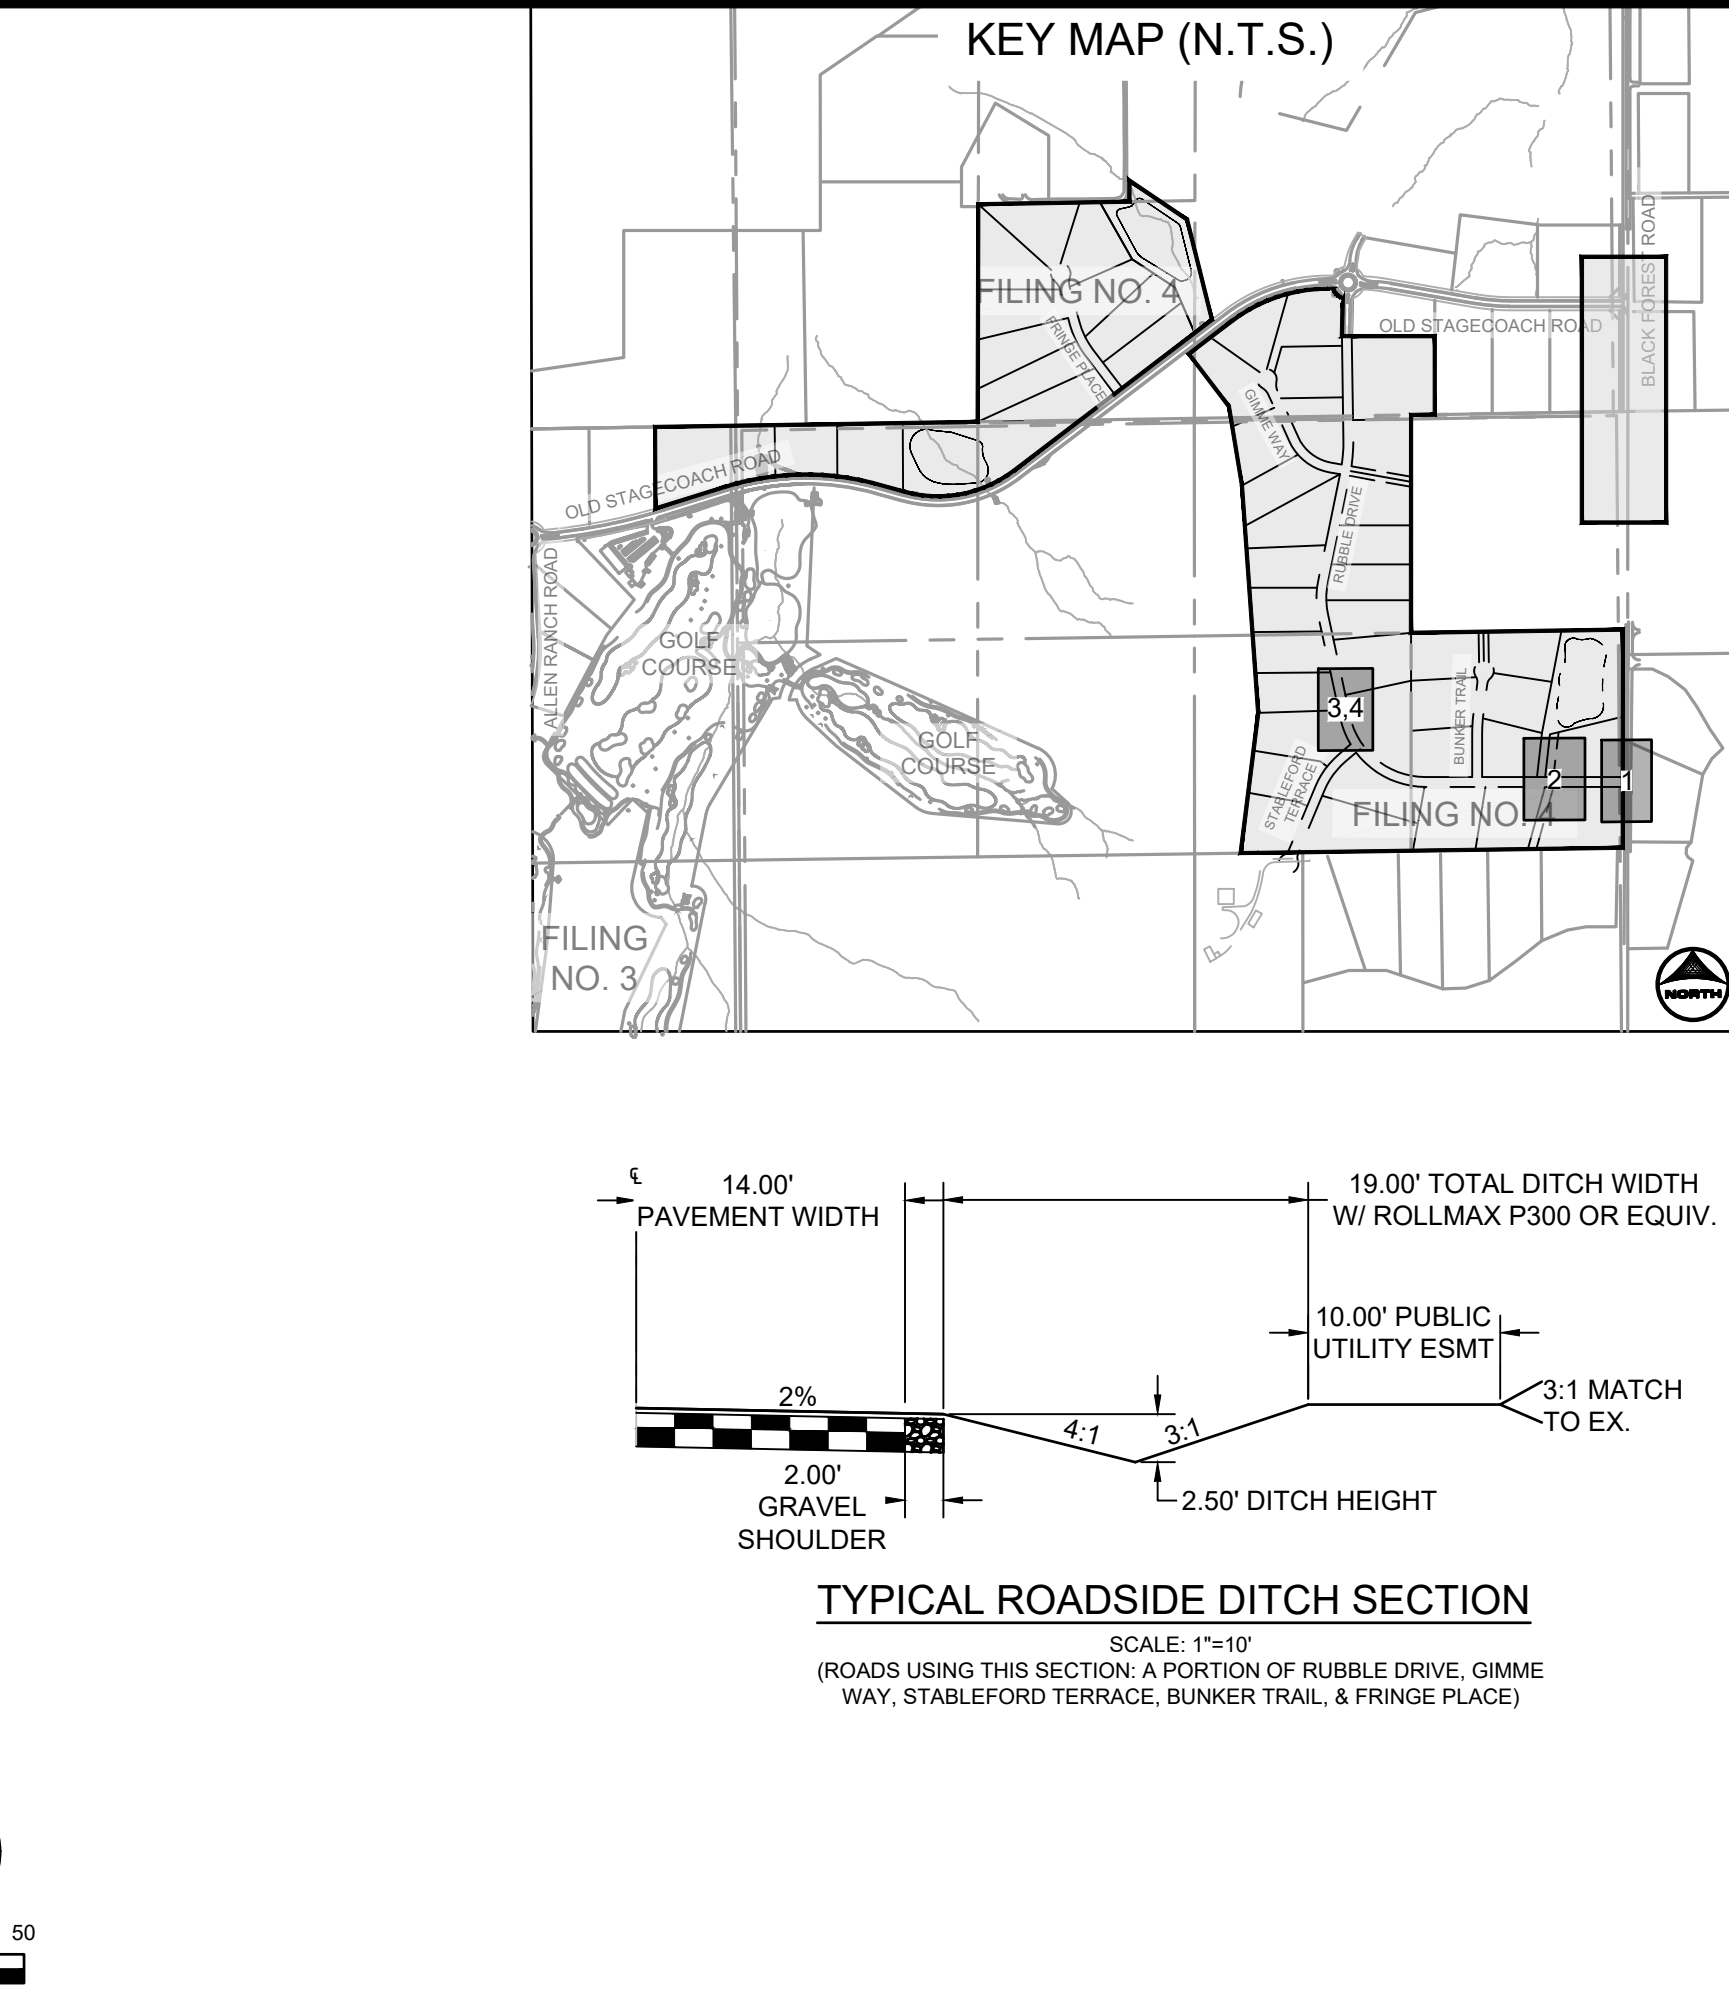 KEY MAP (N.T.S.)
BLACK FOREST ROAD
FILING NO. 4
OLD STAGECOACH ROAD
FRINGE PLACE
GIMME WAY
OLD STAGECOACH ROAD
RUBBLE DRIVE
ALLEN RANCH ROAD
GOLF
COURSE
3,4
BUNKER TRAIL
GOLF
COURSE
STABLEFORD
TERRACE
2
1
FILING NO. 4
FILING
NO. 3
NORTH
℄
14.00'
PAVEMENT WIDTH
19.00' TOTAL DITCH WIDTH
W/ ROLLMAX P300 OR EQUIV.
10.00' PUBLIC
UTILITY ESMT
2%
4:1
3:1
3:1 MATCH
TO EX.
2.00'
GRAVEL
SHOULDER
2.50' DITCH HEIGHT
TYPICAL ROADSIDE DITCH SECTION
SCALE: 1"=10'
(ROADS USING THIS SECTION: A PORTION OF RUBBLE DRIVE, GIMME
WAY, STABLEFORD TERRACE, BUNKER TRAIL, & FRINGE PLACE)
50